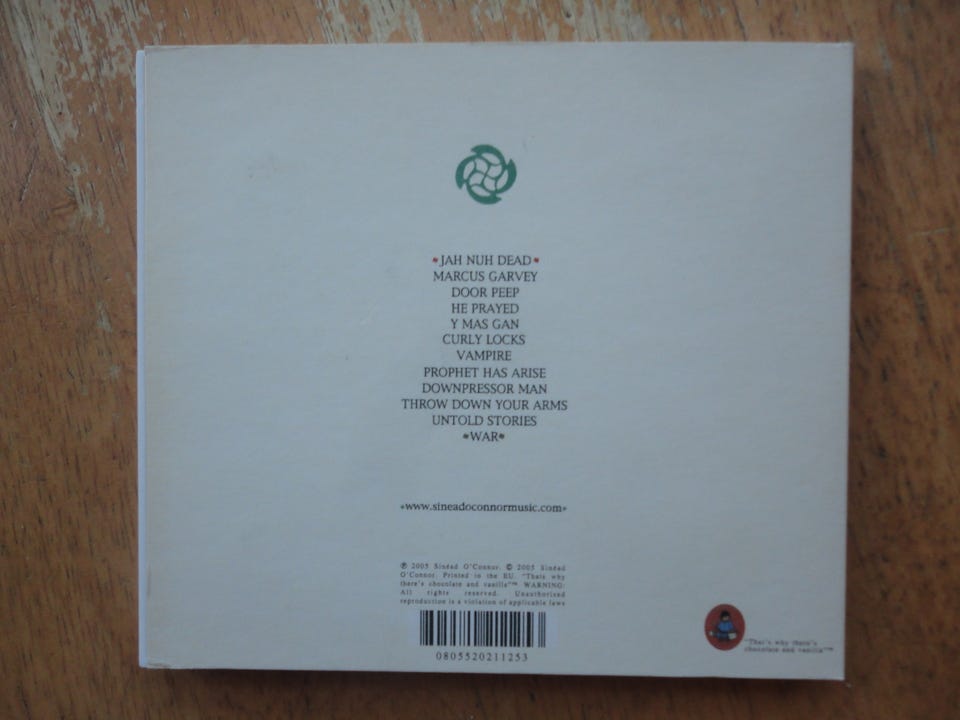 JAH NUH DEAD
MARCUS GARVEY
DOOR PEEP
HE PRAYED
Y MAS GAN
CURLY LOCKS
VAMPIRE
PROPHET HAS ARISE
DOWNPRESSOR MAN
THROW DOWN YOUR ARMS
UNTOLD STORIES
WAR
www.sineadoconnormusic.com
℗ 2005 Sinéad O'Connor. © 2005 Sinéad
O'Connor. Printed in the EU. "Thats why
there's chocolate and vanilla"™ WARNING:
All rights reserved. Unauthorised
reproduction is a violation of applicable laws
0805520211253
"That's why there's
chocolate and vanilla"™